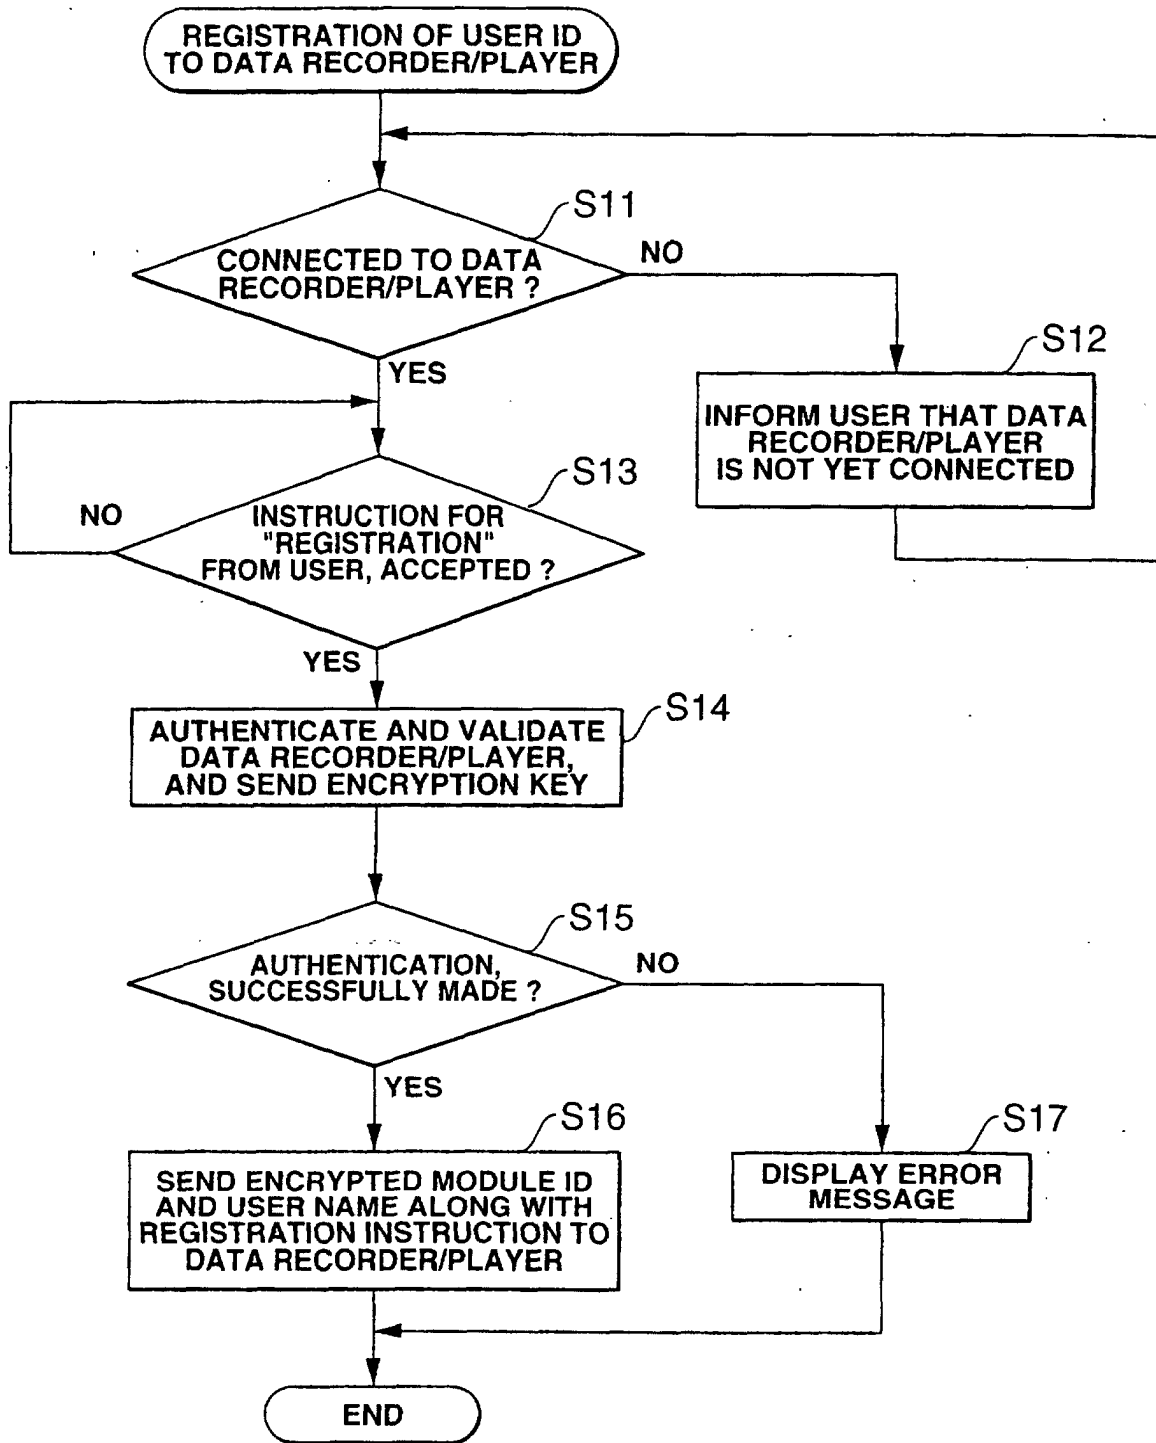 REGISTRATION OF USER ID
TO DATA RECORDER/PLAYER
S11
CONNECTED TO DATA
RECORDER/PLAYER ?
NO
YES
S12
INFORM USER THAT DATA
RECORDER/PLAYER
IS NOT YET CONNECTED
S13
NO
INSTRUCTION FOR
"REGISTRATION"
FROM USER, ACCEPTED ?
YES
S14
AUTHENTICATE AND VALIDATE
DATA RECORDER/PLAYER,
AND SEND ENCRYPTION KEY
S15
AUTHENTICATION,
SUCCESSFULLY MADE ?
NO
YES
S16
SEND ENCRYPTED MODULE ID
AND USER NAME ALONG WITH
REGISTRATION INSTRUCTION TO
DATA RECORDER/PLAYER
S17
DISPLAY ERROR
MESSAGE
END